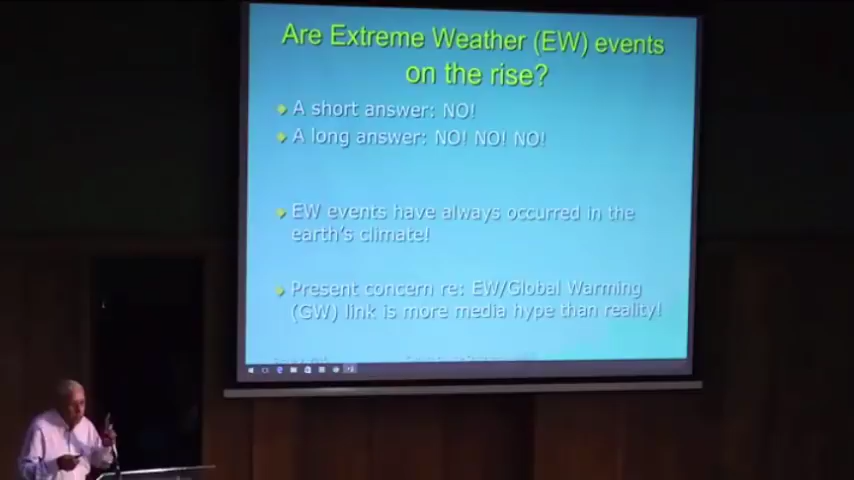 Are Extreme Weather (EW) events
on the rise?
A short answer: NO!
A long answer: NO! NO! NO!
EW events have always occurred in the
earth's climate!
Present concern re: EW/Global Warming
(GW) link is more media hype than reality!